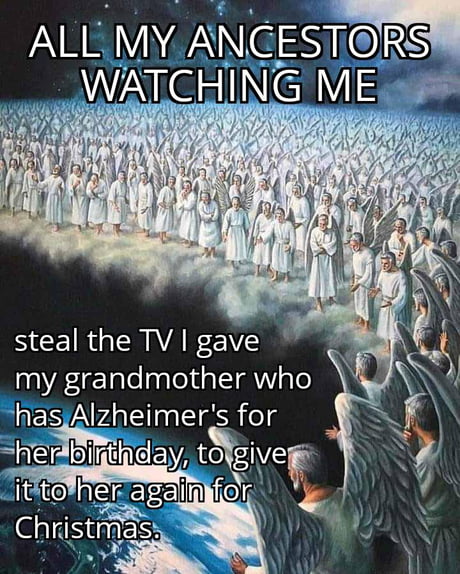 ALL MY ANCESTORS
WATCHING ME
steal the TV I gave
my grandmother who
has Alzheimer's for
her birthday, to give
it to her again for
Christmas.